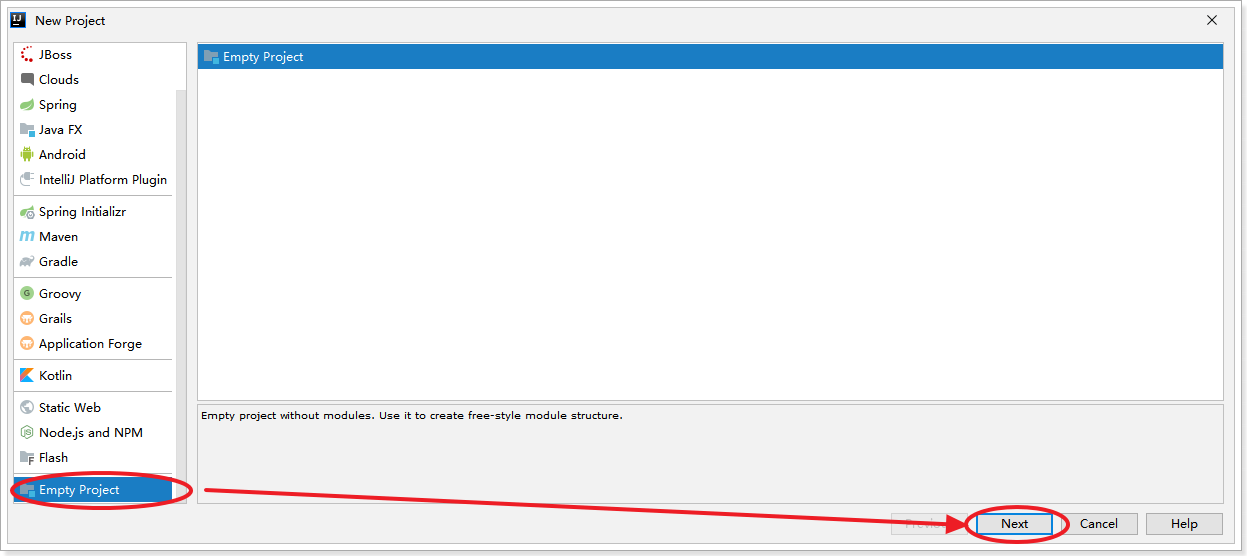 New Project
JBoss
Clouds
Spring
Java FX
Android
IntelliJ Platform Plugin
Spring Initializr
Maven
Gradle
Groovy
Grails
Application Forge
Kotlin
Static Web
Node.js and NPM
Flash
Empty Project
Empty Project
Empty project without modules. Use it to create free-style module structure.
Next
Cancel
Help